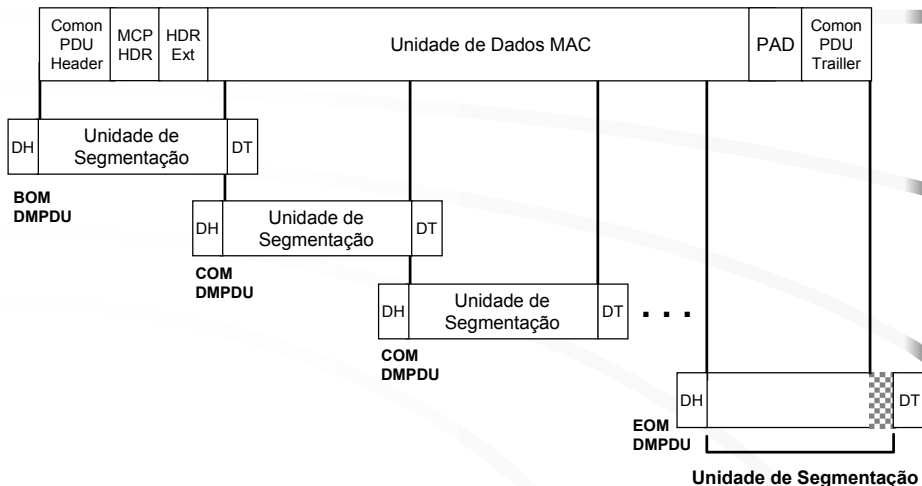 Comon
PDU
Header
MCP
HDR
HDR
Ext
Unidade de Dados MAC
PAD
Comon
PDU
Trailler
DH
Unidade de
Segmentação
DT
BOM
DMPDU
DH
Unidade de
Segmentação
DT
COM
DMPDU
DH
Unidade de
Segmentação
DT
. . .
COM
DMPDU
DH
DT
EOM
DMPDU
Unidade de Segmentação